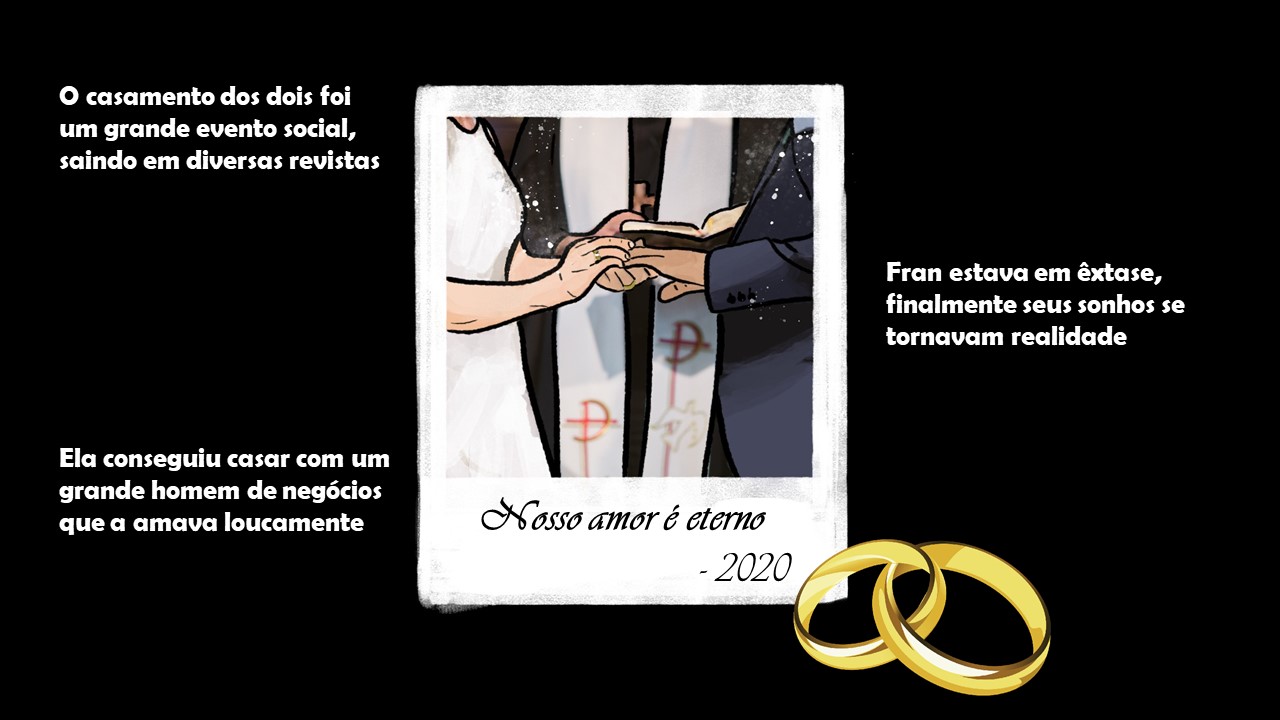 O casamento dos dois foi
um grande evento social,
saindo em diversas revistas
Fran estava em êxtase,
finalmente seus sonhos se
tornavam realidade
Ela conseguiu casar com um
grande homem de negócios
que a amava loucamente
Nosso amor é eterno
- 2020